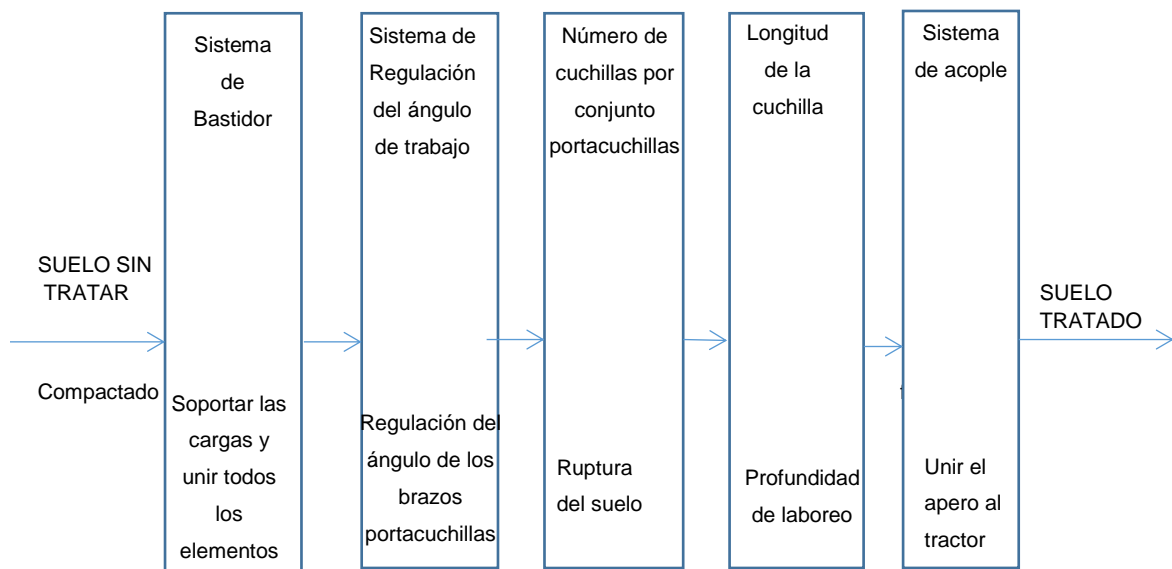 SUELO SIN
TRATAR
Compactado
Sistema
de
Bastidor
Soportar las
cargas y
unir todos
los
elementos
Sistema de
Regulación
del ángulo
de trabajo
Regulación del
ángulo de los
brazos
portacuchillas
Número de
cuchillas por
conjunto
portacuchillas
Ruptura
del suelo
Longitud
de la
cuchilla
Profundidad
de laboreo
Sistema
de acople
Unir el
apero al
tractor
SUELO
TRATADO